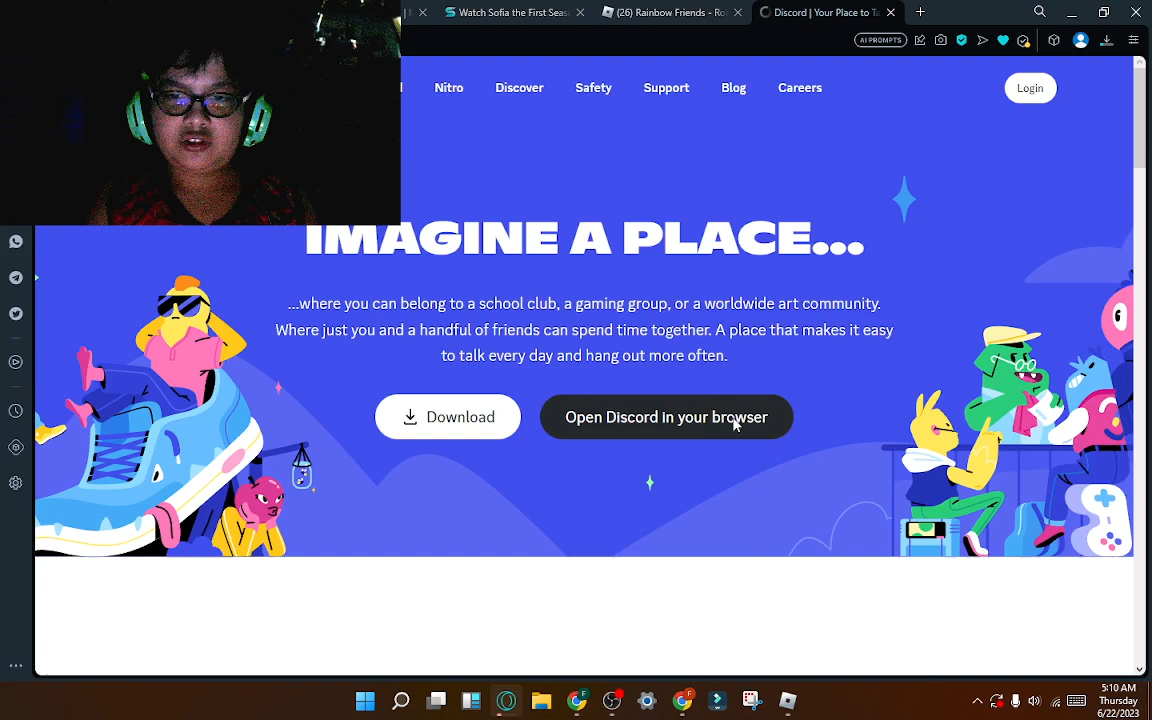 Watch Sofia the First Seas
(26) Rainbow Friends - Ro
Discord | Your Place to Ta
AI PROMPTS
Nitro
Discover
Safety
Support
Blog
Careers
Login
IMAGINE A PLACE...
...where you can belong to a school club, a gaming group, or a worldwide art community.
Where just you and a handful of friends can spend time together. A place that makes it easy
to talk every day and hang out more often.
Download
Open Discord in your browser
5:10 AM
Thursday
6/22/2023